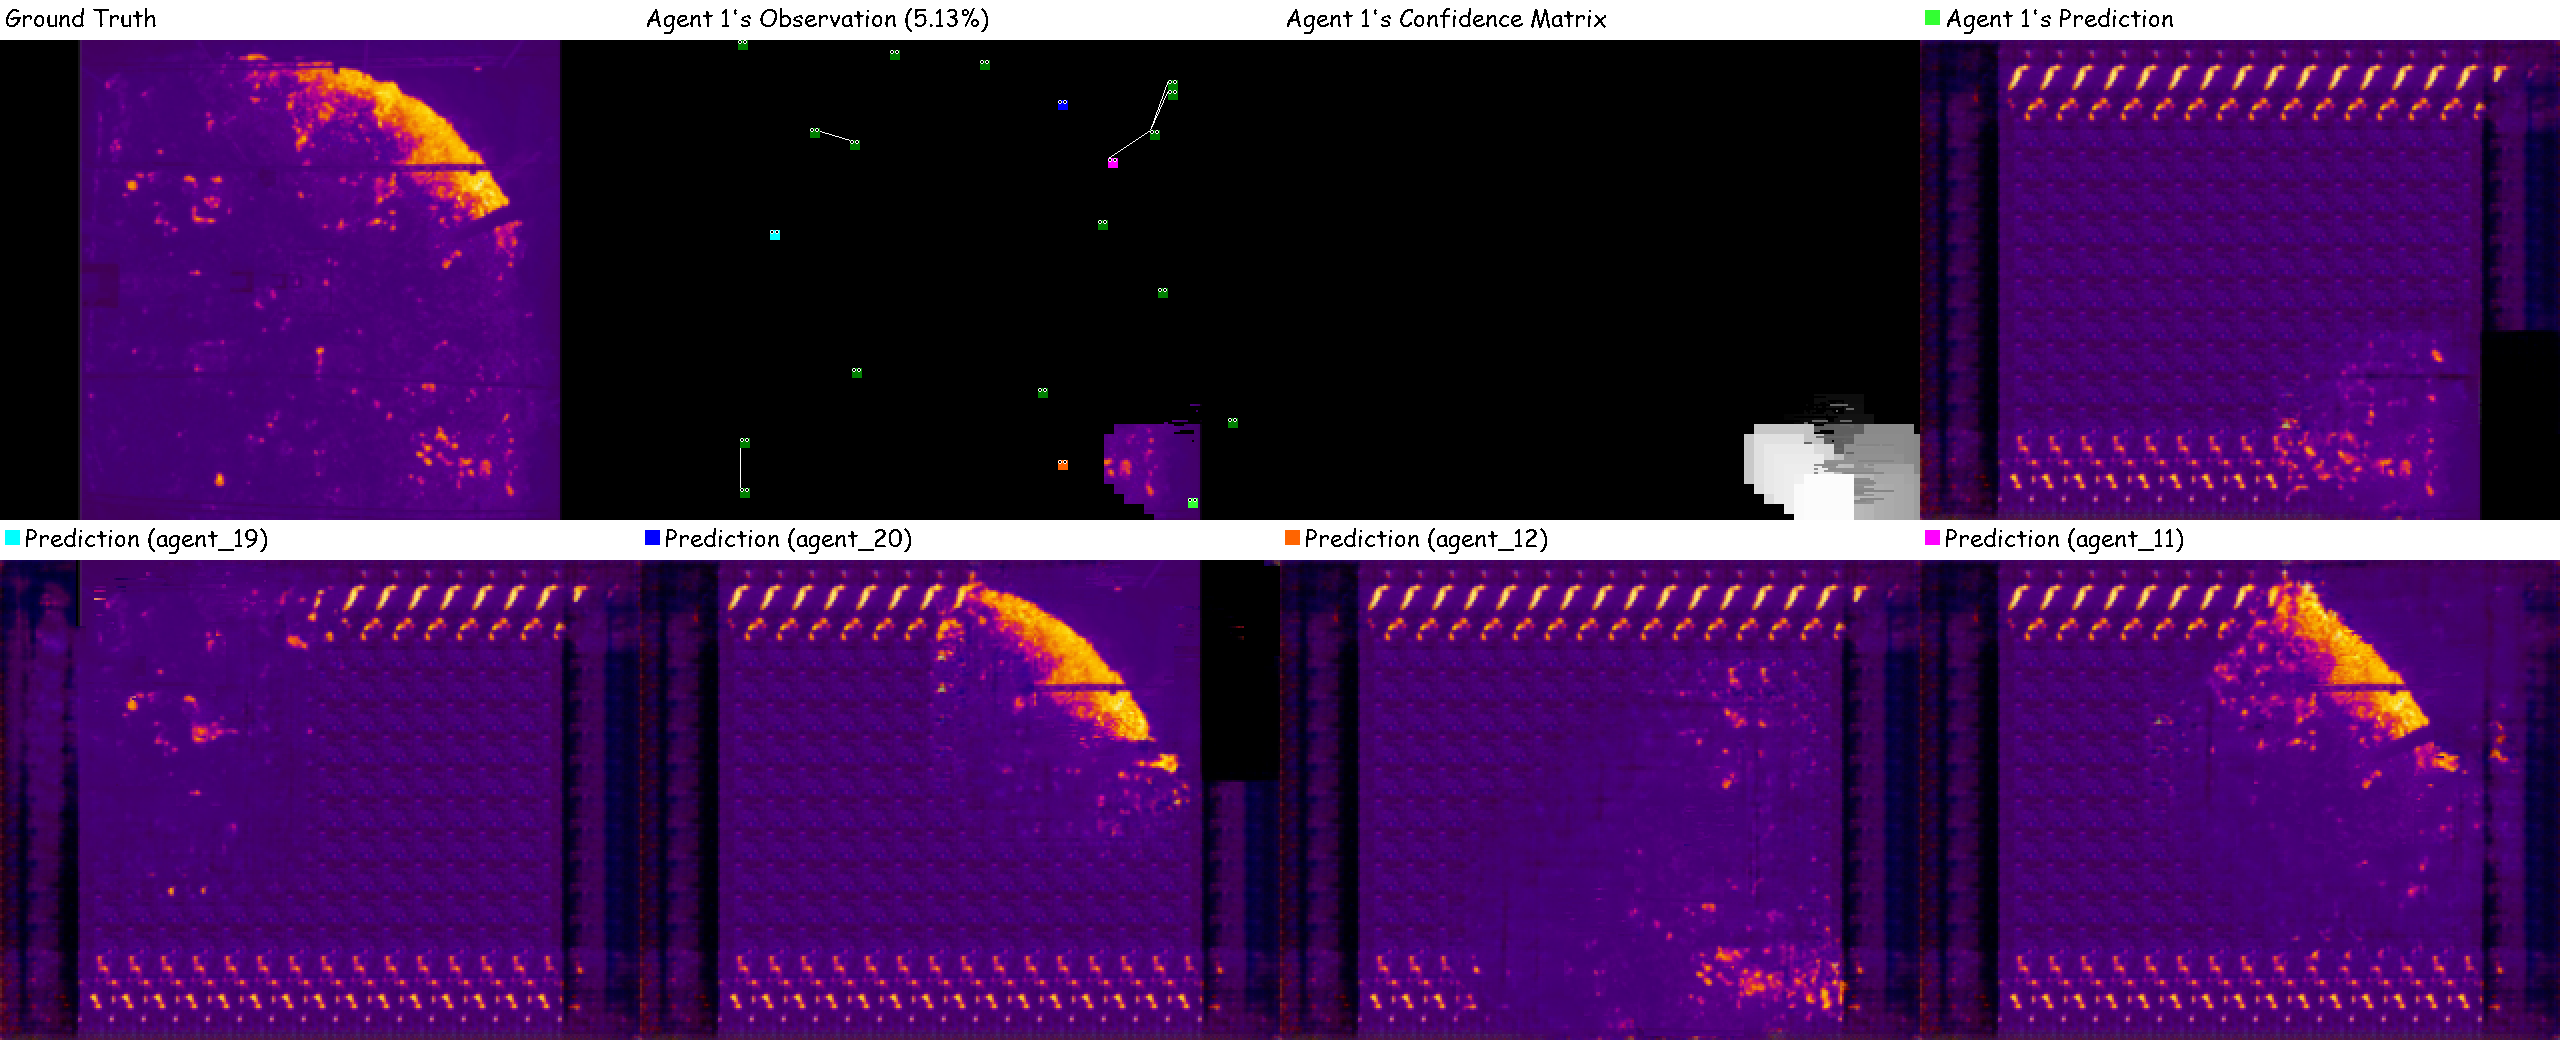 Ground Truth
Agent 1's Observation (5.13%)
Agent 1's Confidence Matrix
Agent 1's Prediction
Prediction (agent_19)
Prediction (agent_20)
Prediction (agent_12)
Prediction (agent_11)